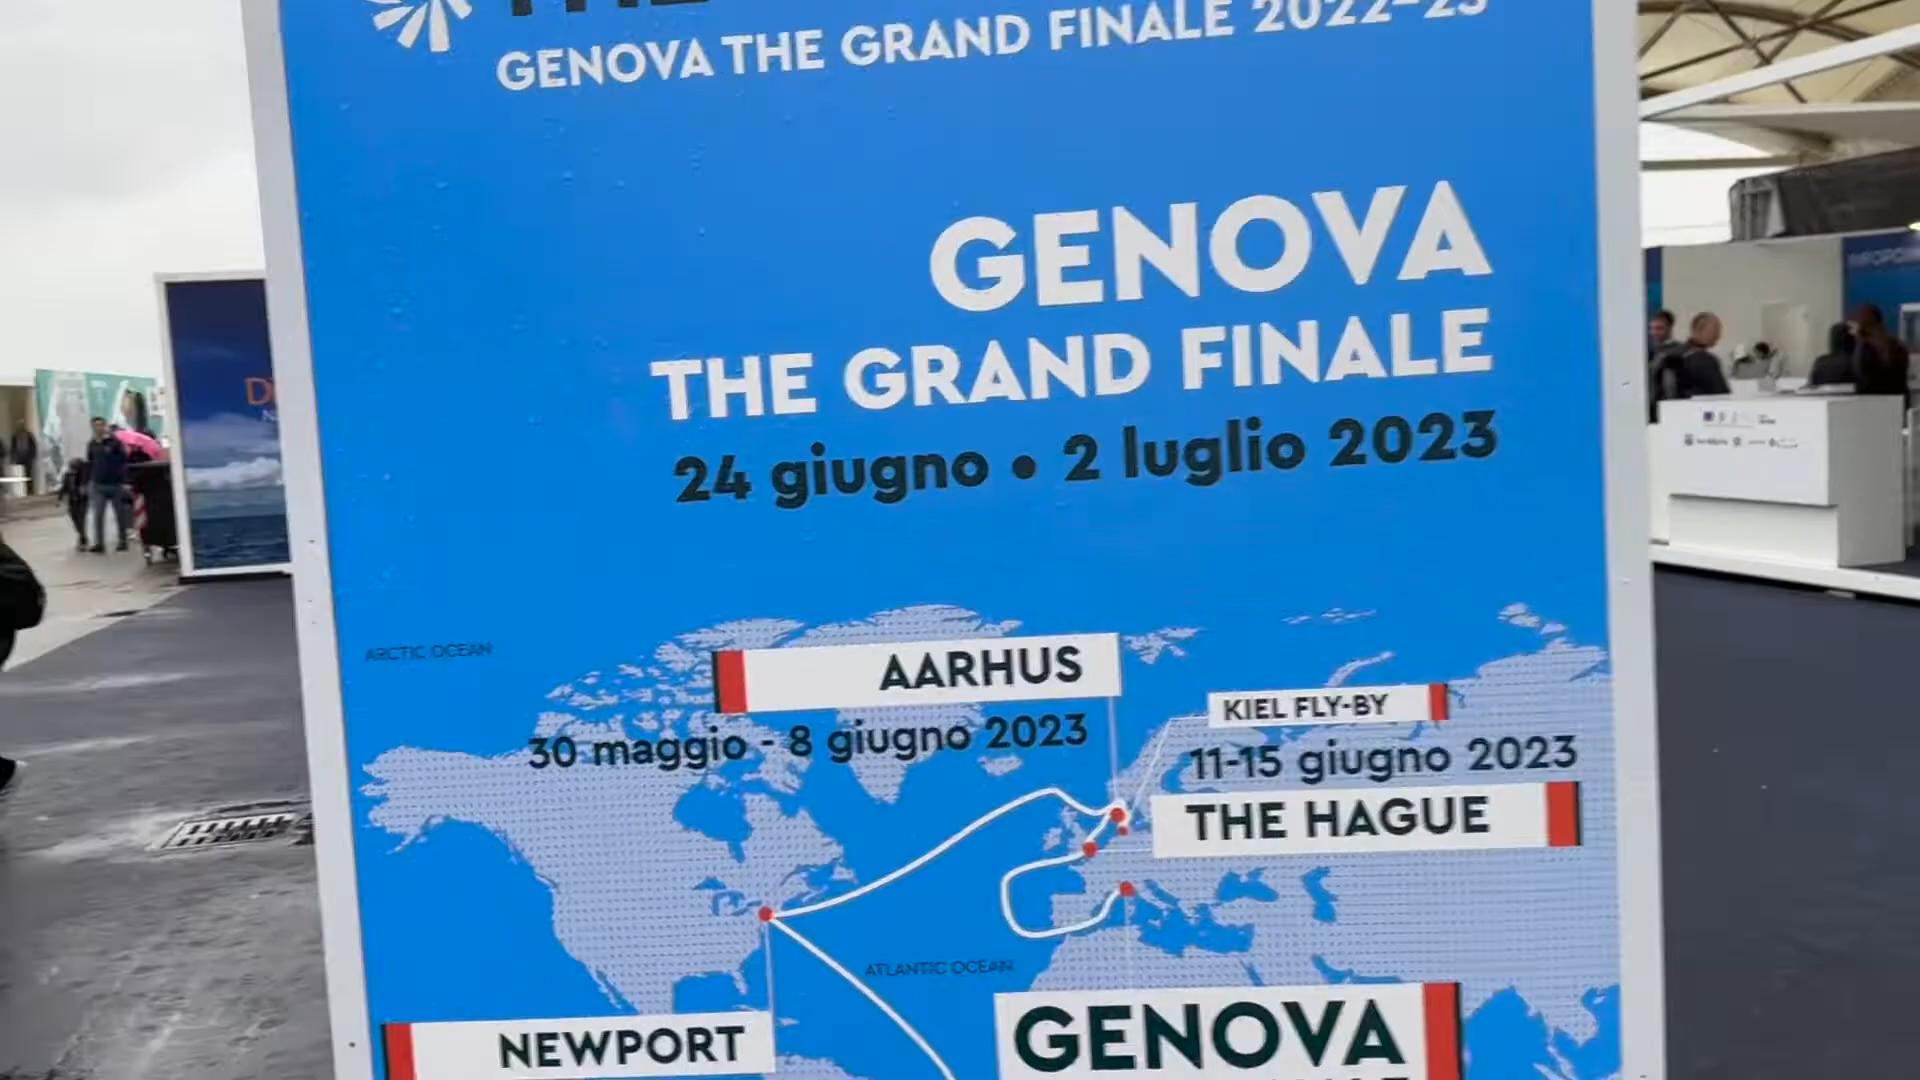 GENOVA THE GRAND FINALE 2022-23
GENOVA
THE GRAND FINALE
24 giugno • 2 luglio 2023
ARCTIC OCEAN
AARHUS
30 maggio - 8 giugno 2023
KIEL FLY-BY
11-15 giugno 2023
THE HAGUE
ATLANTIC OCEAN
NEWPORT
GENOVA